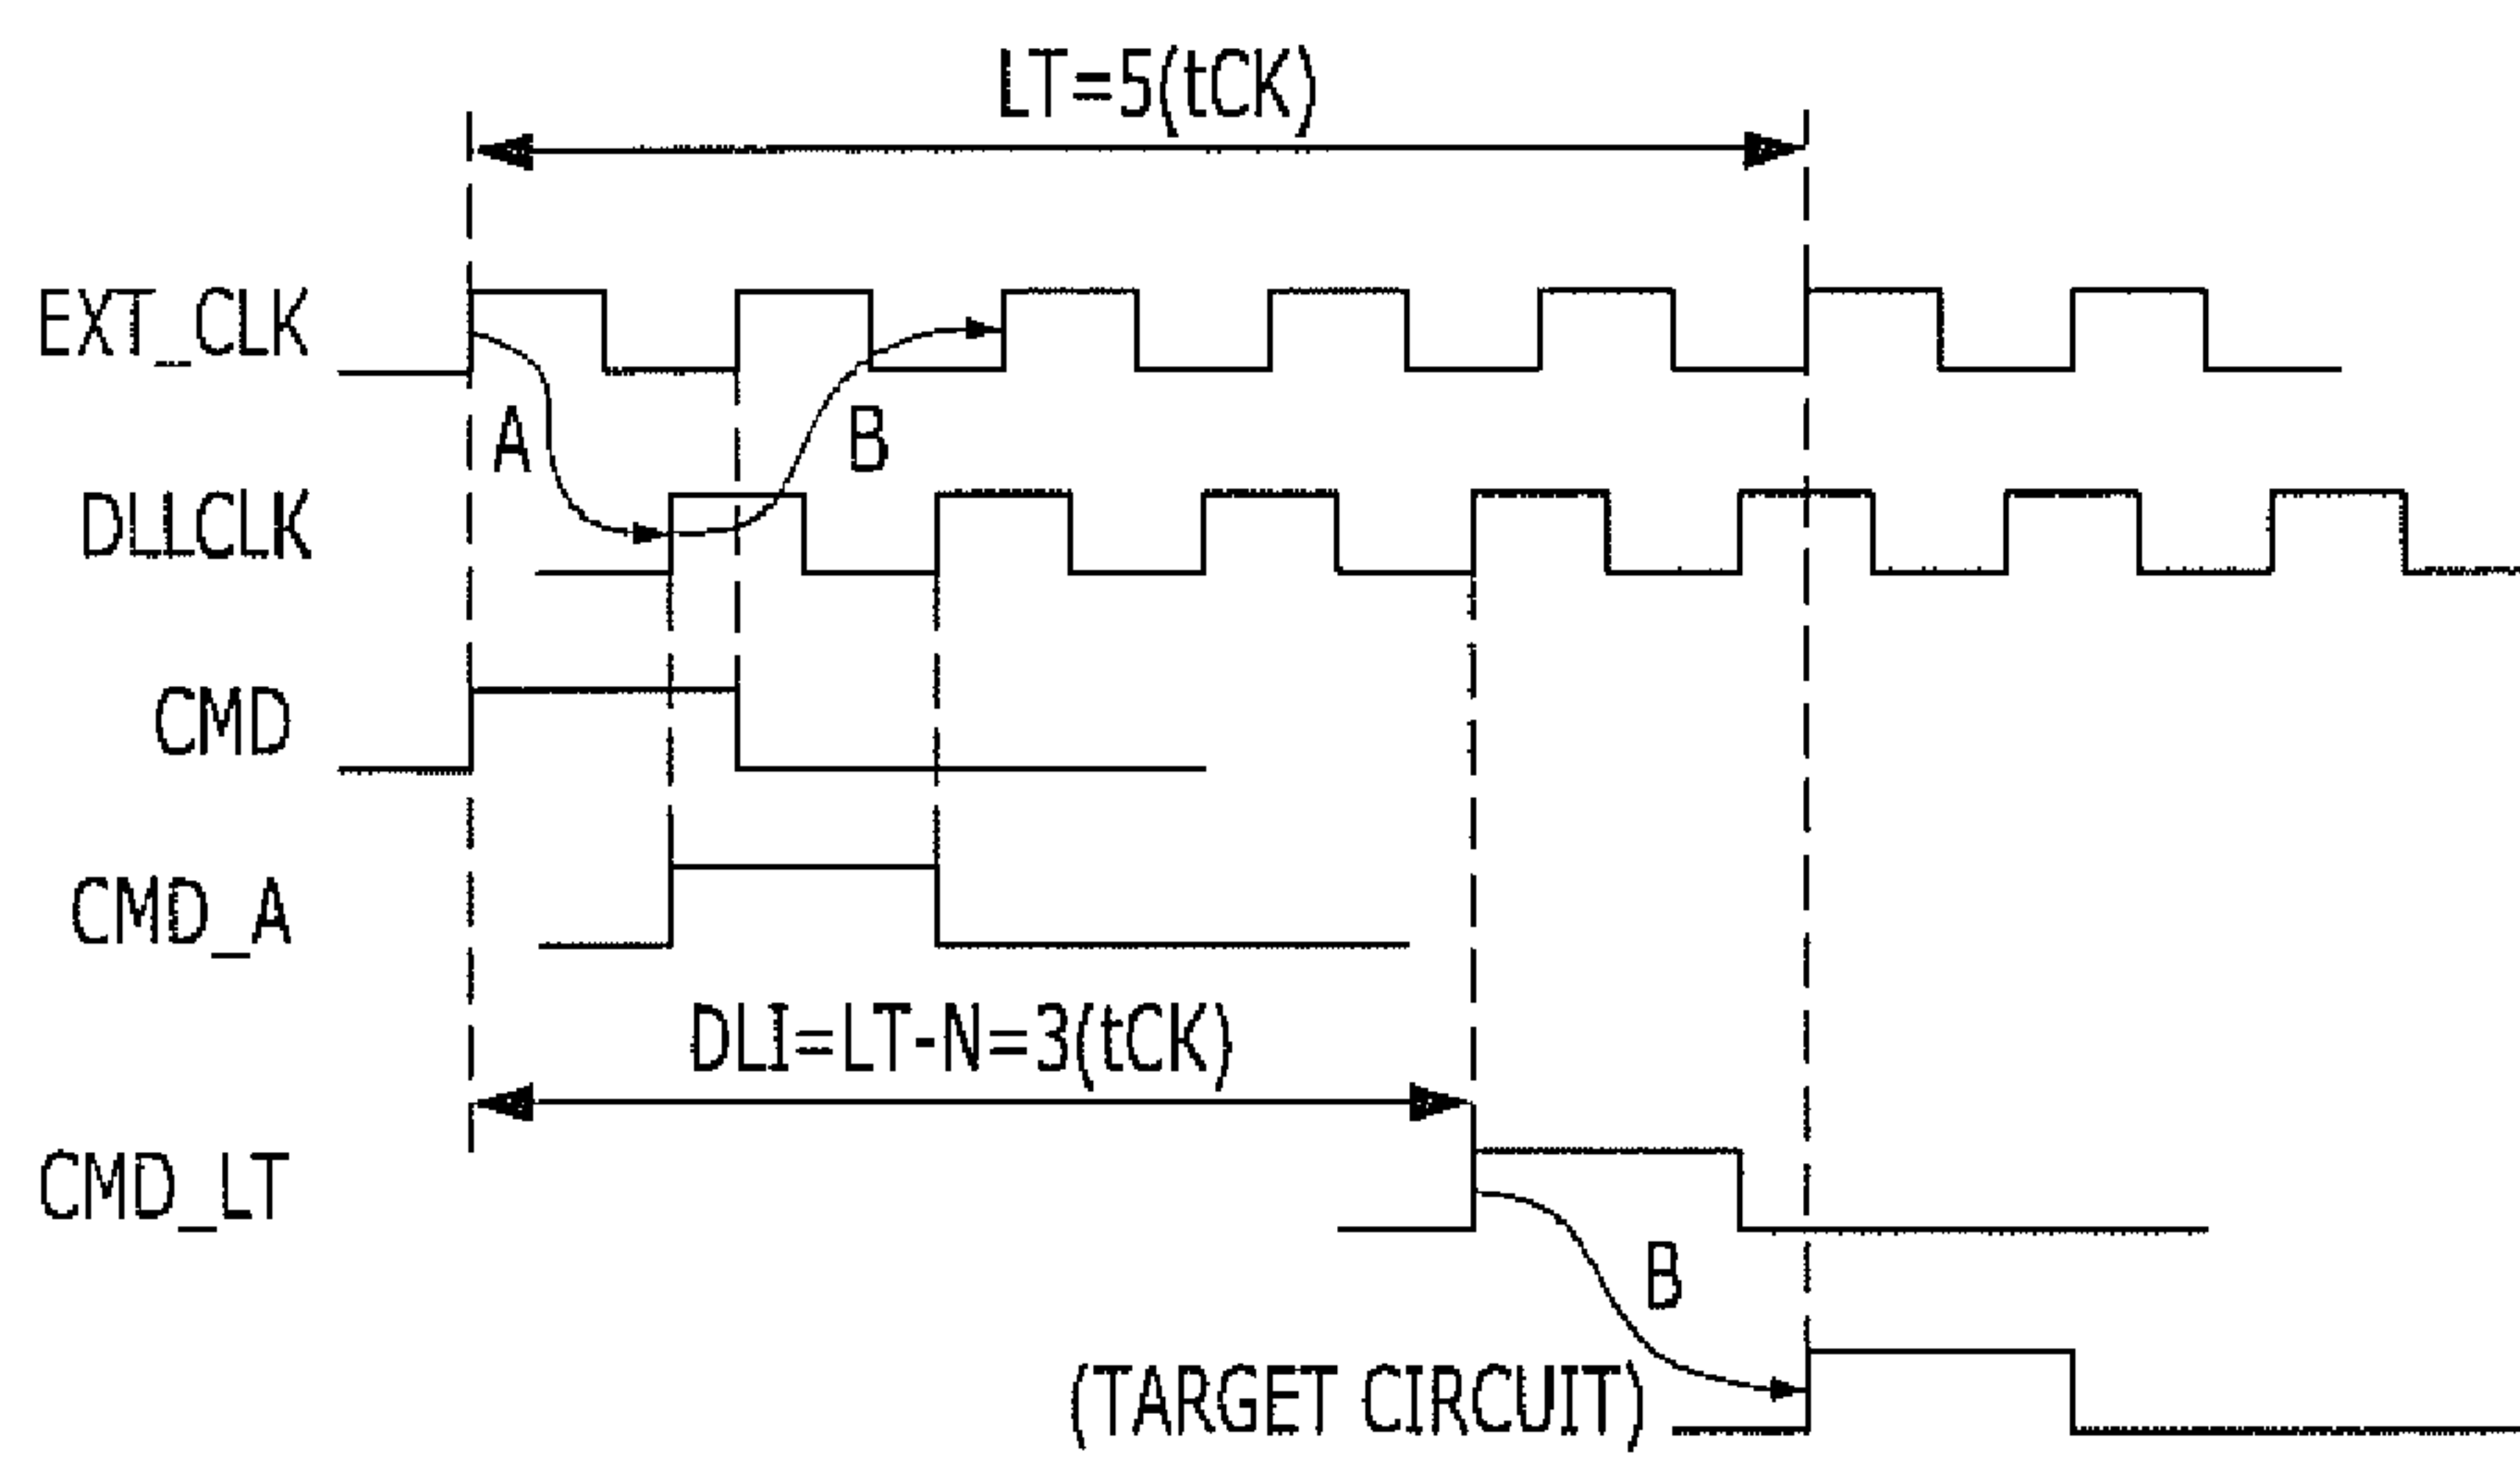 LT=5(tCK)
EXT_CLK
A
B
DLLCLK
CMD
CMD_A
DLI=LT-N=3(tCK)
CMD_LT
B
(TARGET CIRCUIT)